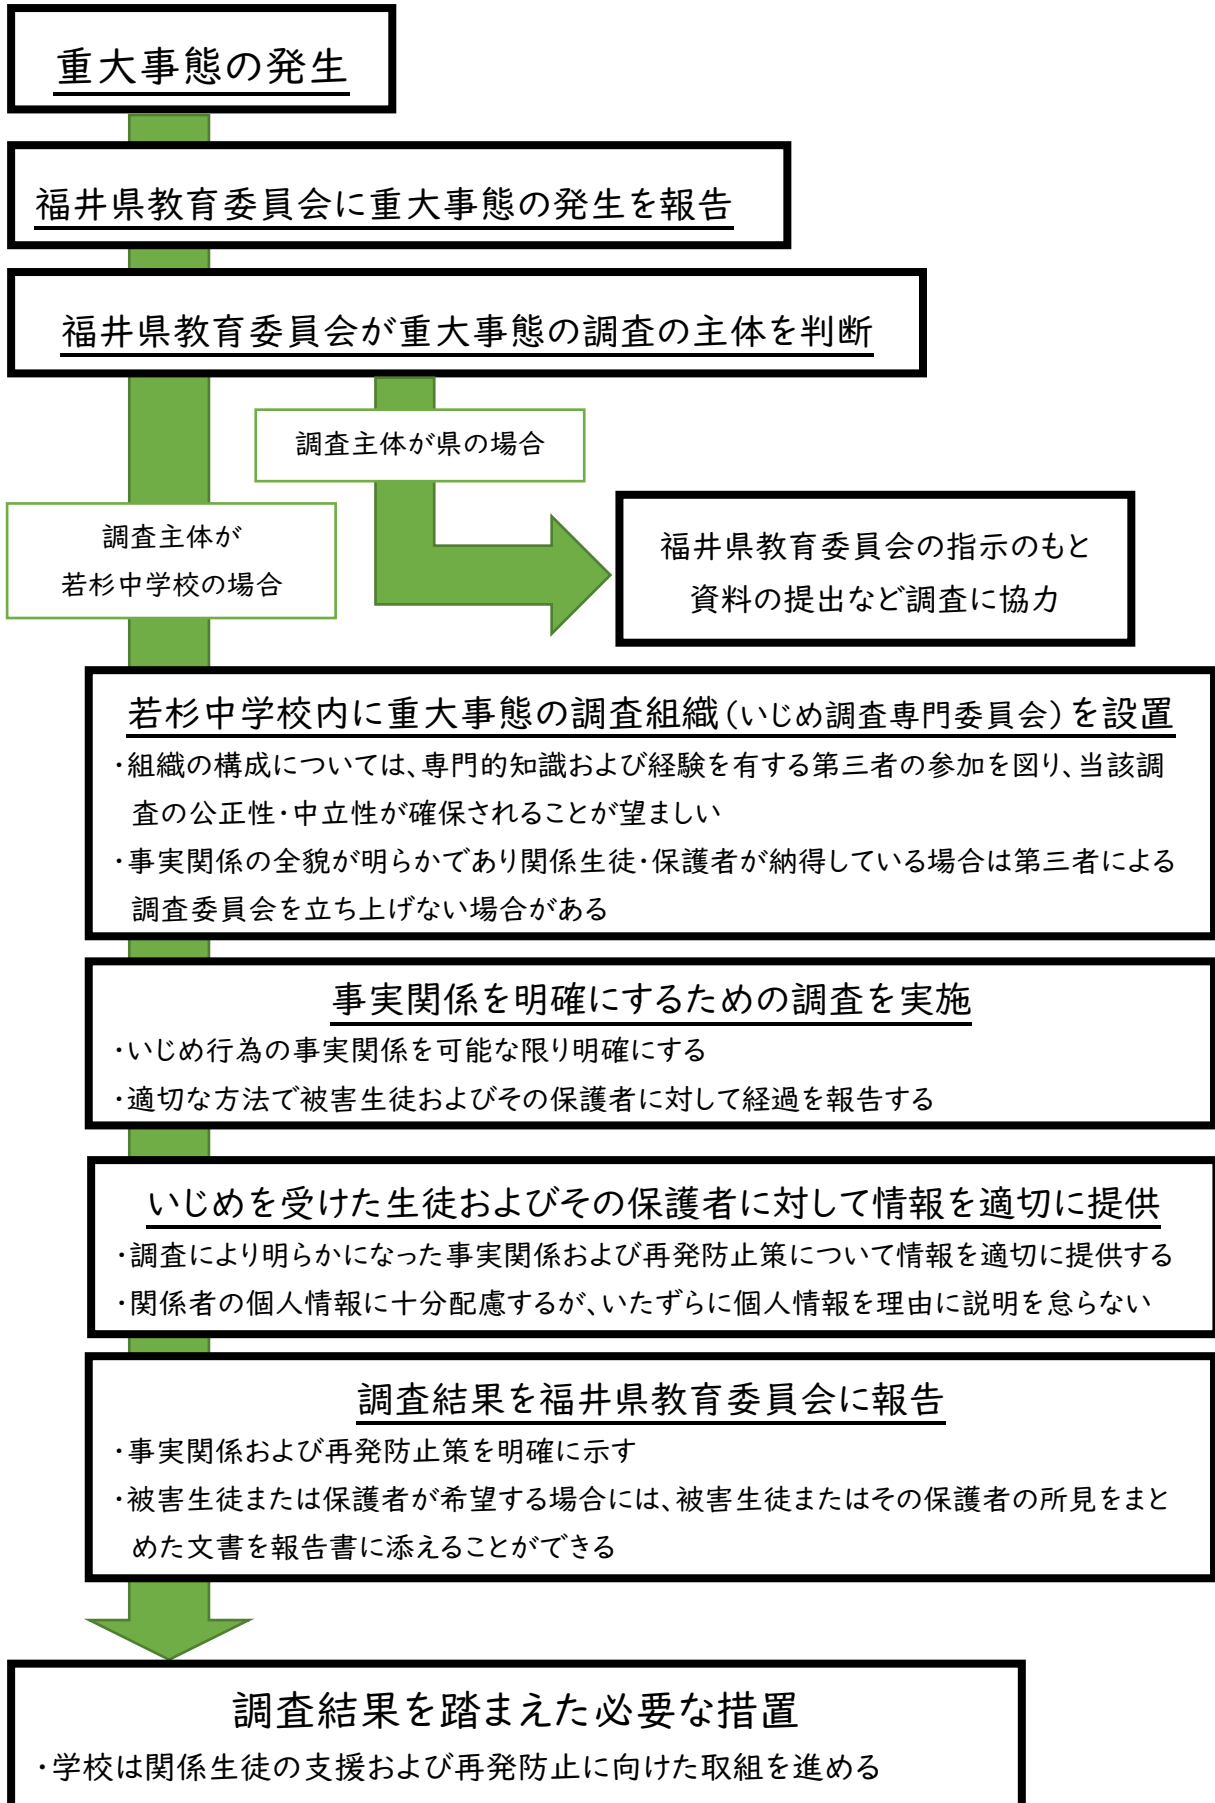 重大事態の発生
福井県教育委員会に重大事態の発生を報告
福井県教育委員会が重大事態の調査の主体を判断
調査主体が県の場合
調査主体が
若杉中学校の場合
福井県教育委員会の指示のもと
資料の提出など調査に協力
若杉中学校内に重大事態の調査組織(いじめ調査専門委員会)を設置
・組織の構成については、専門的知識および経験を有する第三者の参加を図り、当該調
査の公正性・中立性が確保されることが望ましい
・事実関係の全貌が明らかであり関係生徒・保護者が納得している場合は第三者による
調査委員会を立ち上げない場合がある
事実関係を明確にするための調査を実施
・いじめ行為の事実関係を可能な限り明確にする
・適切な方法で被害生徒およびその保護者に対して経過を報告する
いじめを受けた生徒およびその保護者に対して情報を適切に提供
・調査により明らかになった事実関係および再発防止策について情報を適切に提供する
・関係者の個人情報に十分配慮するが、いたずらに個人情報を理由に説明を怠らない
調査結果を福井県教育委員会に報告
・事実関係および再発防止策を明確に示す
・被害生徒または保護者が希望する場合には、被害生徒またはその保護者の所見をまと
めた文書を報告書に添えることができる
調査結果を踏まえた必要な措置
・学校は関係生徒の支援および再発防止に向けた取組を進める